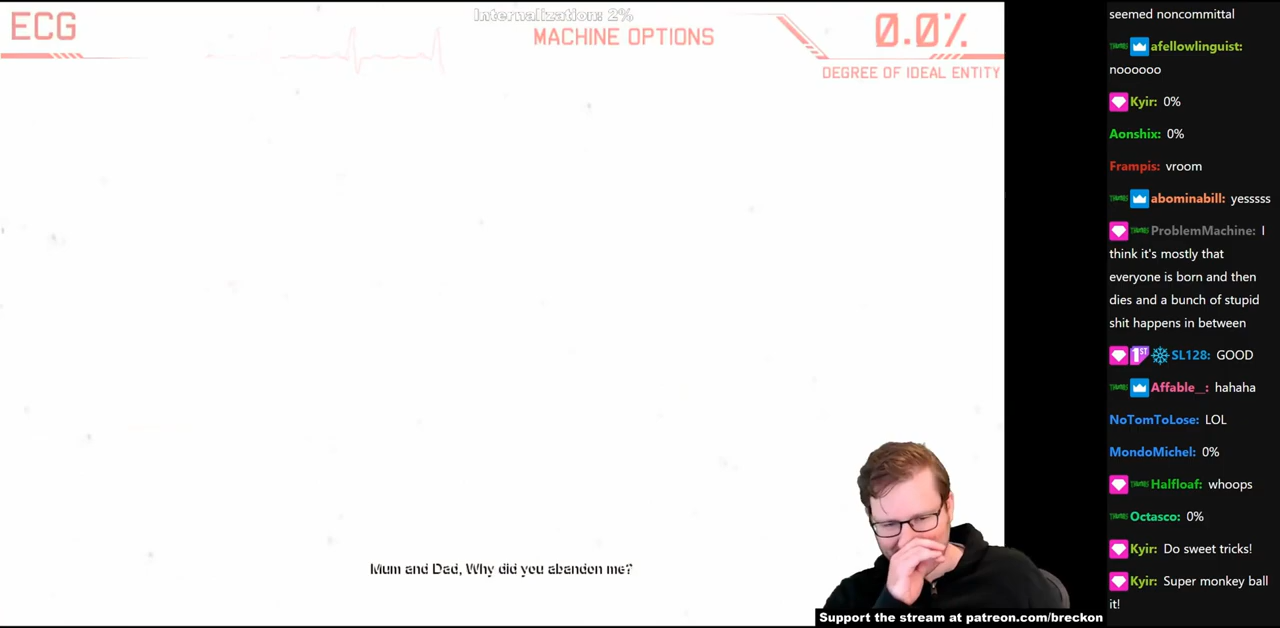 ECG
Internalization: 2%
MACHINE OPTIONS
0.0%
DEGREE OF IDEAL ENTITY
Mum and Dad, Why did you abandon me?
Support the stream at patreon.com/breckon
seemed noncommittal
afellowlinguist:
noooooo
Kyir: 0%
Aonshix: 0%
Frampis: vroom
abominabill: yesssss
ProblemMachine: I
think it's mostly that
everyone is born and then
dies and a bunch of stupid
shit happens in between
1ST SL128: GOOD
Affable__: hahaha
NoTomToLose: LOL
MondoMichel: 0%
Halfloaf: whoops
Octasco: 0%
Kyir: Do sweet tricks!
Kyir: Super monkey ball
it!